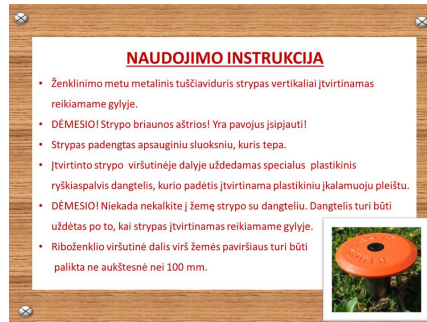 NAUDOJIMO INSTRUKCIJA
• Ženklinimo metu metalinis tuščiaviduris strypas vertikaliai įtvirtinamas
reikiamame gylyje.
• DĖMESIO! Strypo briaunos aštrios! Yra pavojus įsipjauti!
• Strypas padengtas apsauginiu sluoksniu, kuris tepa.
• Įtvirtinto strypo viršutinėje dalyje uždedamas specialus plastikinis
ryškiaspalvis dangtelis, kurio padėtis įtvirtinama plastikiniu įkalamuoju pleištu.
• DĖMESIO! Niekada nekalkite į žemę strypo su dangteliu. Dangtelis turi būti
uždėtas po to, kai strypas įtvirtinamas reikiamame gylyje.
• Riboženklio viršutinė dalis virš žemės paviršiaus turi būti
palikta ne aukštesnė nei 100 mm.